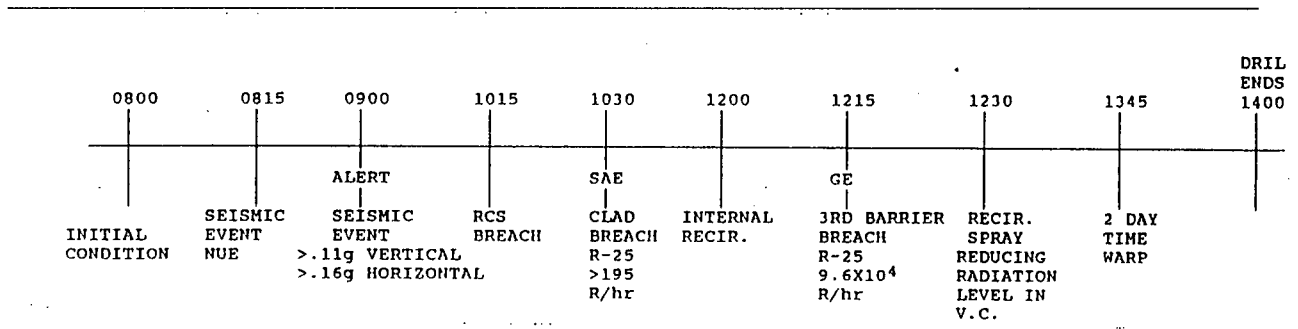 DRIL
ENDS
0800 0815 0900 1015 1030 1200 1215 1230 1345 1400
ALERT SAE GE
INITIAL
CONDITION
SEISMIC
EVENT
NUE
SEISMIC
EVENT
>.11g VERTICAL
>.16g HORIZONTAL
RCS
BREACH
CLAD
BREACH
R-25
>195
R/hr
INTERNAL
RECIR.
3RD BARRIER
BREACH
R-25
9.6X10⁴
R/hr
RECIR.
SPRAY
REDUCING
RADIATION
LEVEL IN
V.C.
2 DAY
TIME
WARP